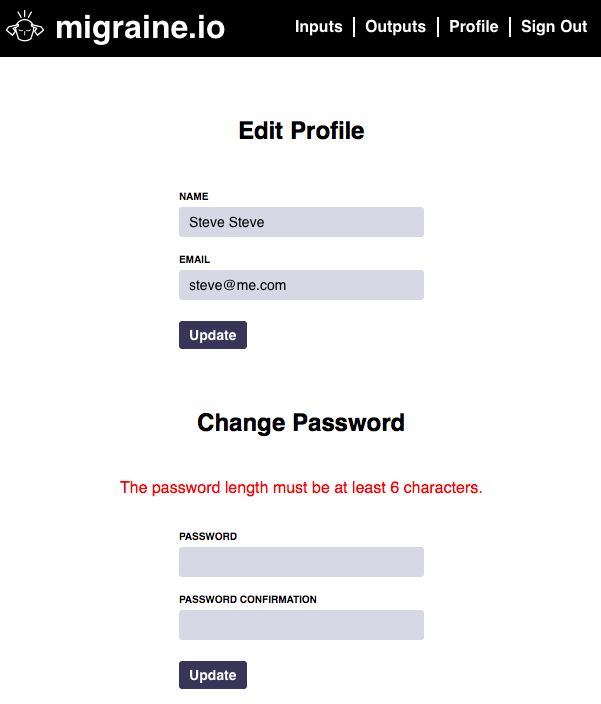 migraine.io
Inputs | Outputs | Profile | Sign Out
Edit Profile
NAME
Steve Steve
EMAIL
steve@me.com
Update
Change Password
The password length must be at least 6 characters.
PASSWORD
PASSWORD CONFIRMATION
Update